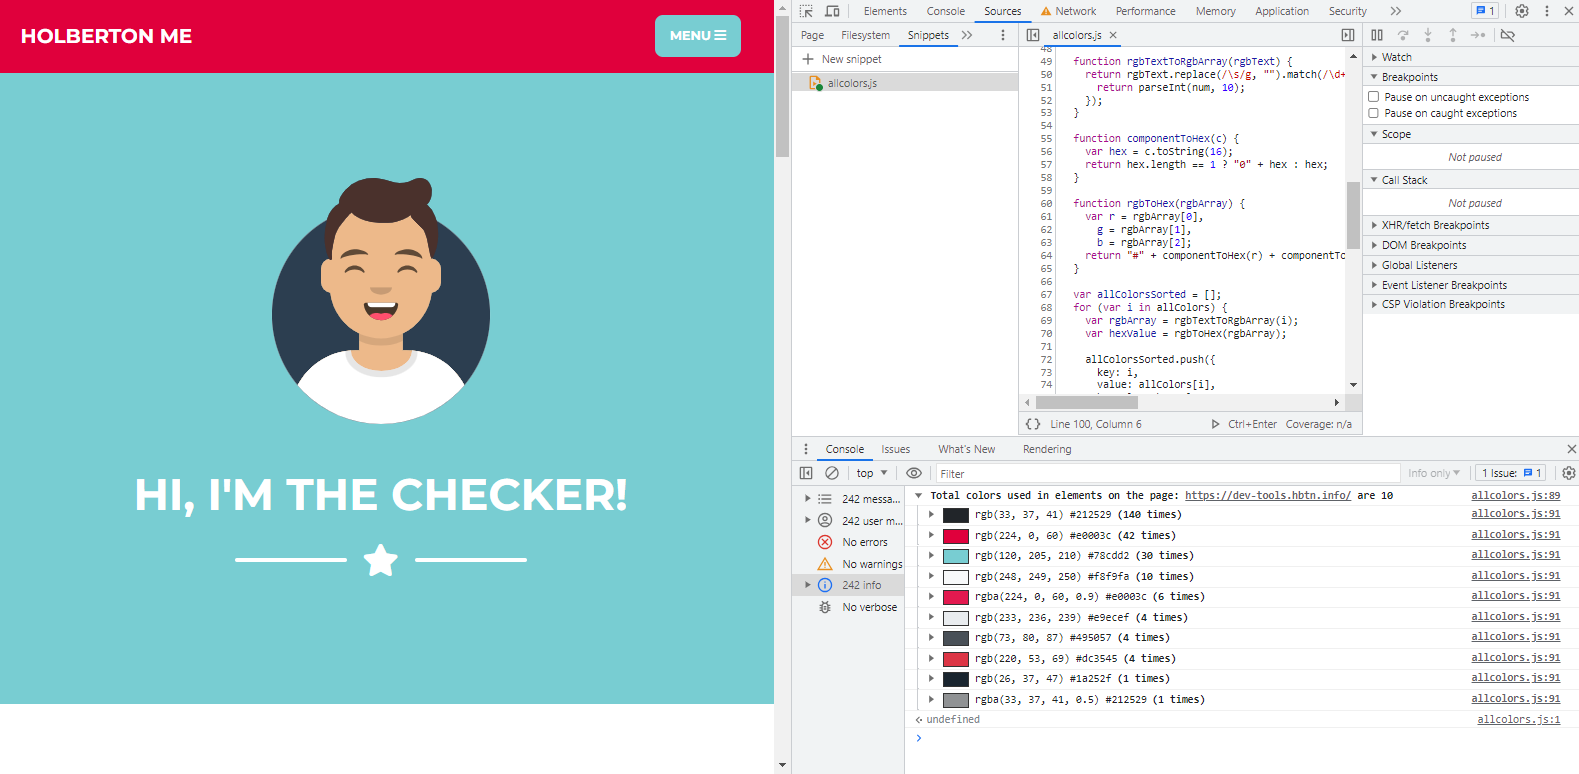 HOLBERTON ME
MENU
HI, I'M THE CHECKER!
Elements Console Sources Network Performance Memory Application Security 1
Page Filesystem Snippets
New snippet
allcolors.js
allcolors.js
48
49 function rgbTextToRgbArray(rgbText) {
50 return rgbText.replace(/\s/g, "").match(/\d+
51 return parseInt(num, 10);
52 });
53 }
54
55 function componentToHex(c) {
56 var hex = c.toString(16);
57 return hex.length == 1 ? "0" + hex : hex;
58 }
59
60 function rgbToHex(rgbArray) {
61 var r = rgbArray[0],
62 g = rgbArray[1],
63 b = rgbArray[2];
64 return "#" + componentToHex(r) + componentTo
65 }
66
67 var allColorsSorted = [];
68 for (var i in allColors) {
69 var rgbArray = rgbTextToRgbArray(i);
70 var hexValue = rgbToHex(rgbArray);
71
72 allColorsSorted.push({
73 key: i,
74 value: allColors[i],
{} Line 100, Column 6 Ctrl+Enter Coverage: n/a
Watch
Breakpoints
Pause on uncaught exceptions
Pause on caught exceptions
Scope
Not paused
Call Stack
Not paused
XHR/fetch Breakpoints
DOM Breakpoints
Global Listeners
Event Listener Breakpoints
CSP Violation Breakpoints
Console Issues What's New Rendering
top Filter Info only 1 Issue: 1
242 messa...
242 user m...
No errors
No warnings
242 info
No verbose
Total colors used in elements on the page: https://dev-tools.hbtn.info/ are 10 allcolors.js:89
rgb(33, 37, 41) #212529 (140 times) allcolors.js:91
rgb(224, 0, 60) #e0003c (42 times) allcolors.js:91
rgb(120, 205, 210) #78cdd2 (30 times) allcolors.js:91
rgb(248, 249, 250) #f8f9fa (10 times) allcolors.js:91
rgba(224, 0, 60, 0.9) #e0003c (6 times) allcolors.js:91
rgb(233, 236, 239) #e9ecef (4 times) allcolors.js:91
rgb(73, 80, 87) #495057 (4 times) allcolors.js:91
rgb(220, 53, 69) #dc3545 (4 times) allcolors.js:91
rgb(26, 37, 47) #1a252f (1 times) allcolors.js:91
rgba(33, 37, 41, 0.5) #212529 (1 times) allcolors.js:91
undefined allcolors.js:1